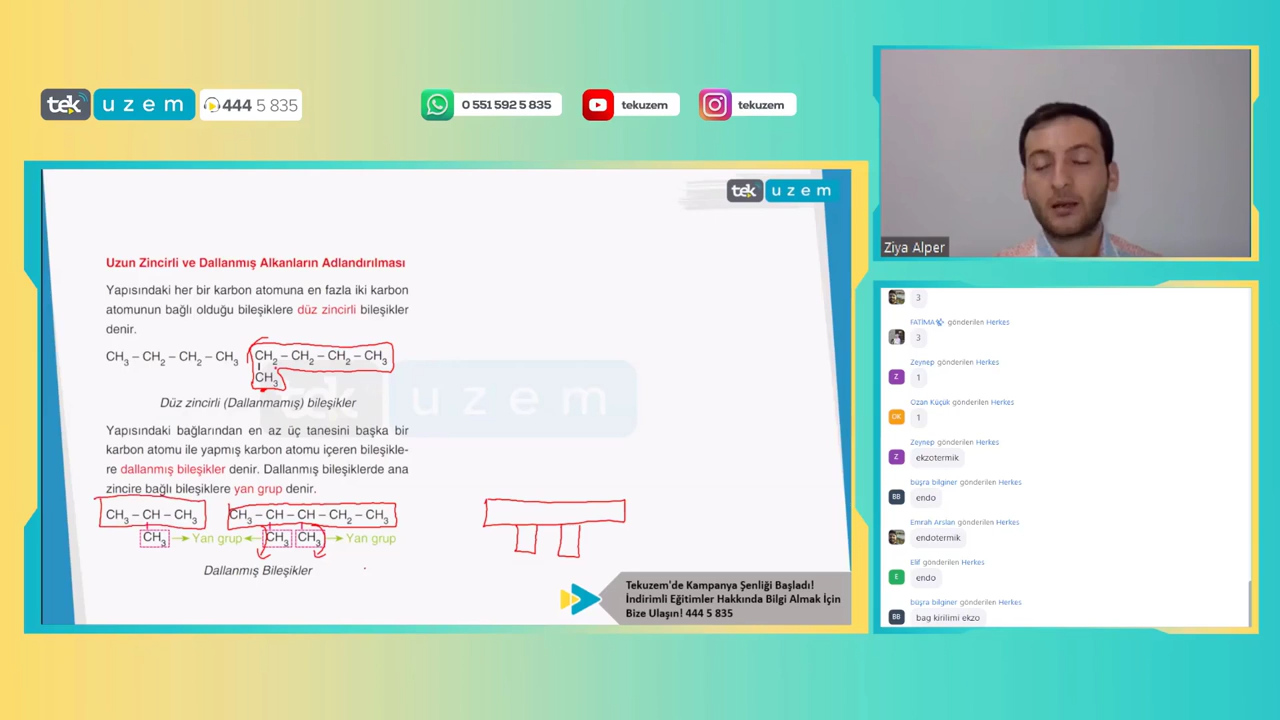 tek uzem 444 5 835
0 551 592 5 835
tekuzem
tekuzem
tek uzem
Uzun Zincirli ve Dallanmış Alkanların Adlandırılması
Yapısındaki her bir karbon atomuna en fazla iki karbon
atomunun bağlı olduğu bileşiklere düz zincirli bileşikler
denir.
CH3 – CH2 – CH2 – CH3 CH2 – CH2 – CH2 – CH3
CH3
Düz zincirli (Dallanmamış) bileşikler
tek uzem
Yapısındaki bağlarından en az üç tanesini başka bir
karbon atomu ile yapmış karbon atomu içeren bileşikle-
re dallanmış bileşikler denir. Dallanmış bileşiklerde ana
zincire bağlı bileşiklere yan grup denir.
CH3 – CH – CH3 CH3 – CH – CH – CH2 – CH3
CH3 Yan grup CH3 CH3 Yan grup
Dallanmış Bileşikler
Tekuzem'de Kampanya Şenliği Başladı!
İndirimli Eğitimler Hakkında Bilgi Almak İçin
Bize Ulaşın! 444 5 835
Ziya Alper
3
FATİMA gönderilen Herkes
3
Zeynep gönderilen Herkes
Z 1
Ozan Küçük gönderilen Herkes
OK 1
Zeynep gönderilen Herkes
Z ekzotermik
büşra bilginer gönderilen Herkes
BB endo
Emrah Arslan gönderilen Herkes
endotermik
Elif gönderilen Herkes
E endo
büşra bilginer gönderilen Herkes
BB bag kirilimi ekzo